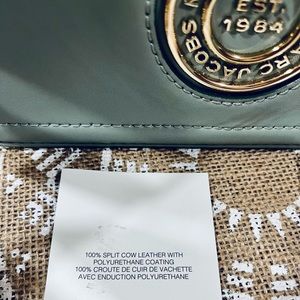 EST
1984
RC JACOBS
100% SPLIT COW LEATHER WITH
POLYURETHANE COATING
100% CROUTE DE CUIR DE VACHETTE
AVEC ENDUCTION POLYURETHANE